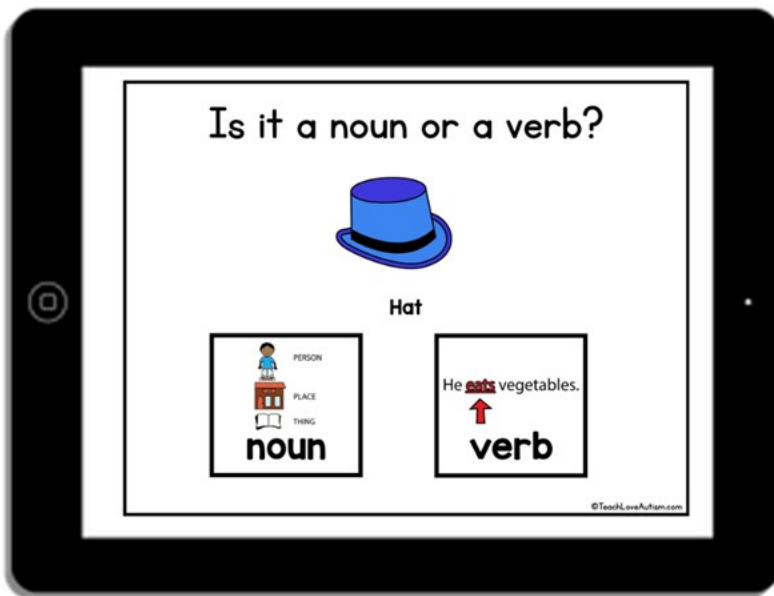 Is it a noun or a verb?
Hat
PERSON
PLACE
THING
noun
He eats vegetables.
verb
©TeachLoveAutism.com